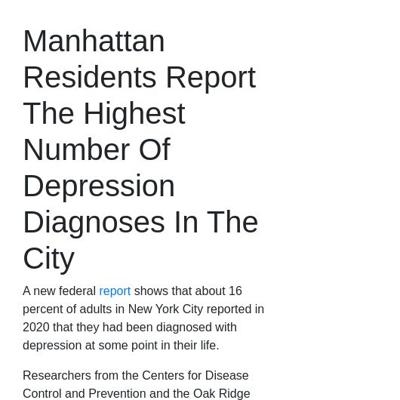 Manhattan
Residents Report
The Highest
Number Of
Depression
Diagnoses In The
City
A new federal report shows that about 16
percent of adults in New York City reported in
2020 that they had been diagnosed with
depression at some point in their life.
Researchers from the Centers for Disease
Control and Prevention and the Oak Ridge